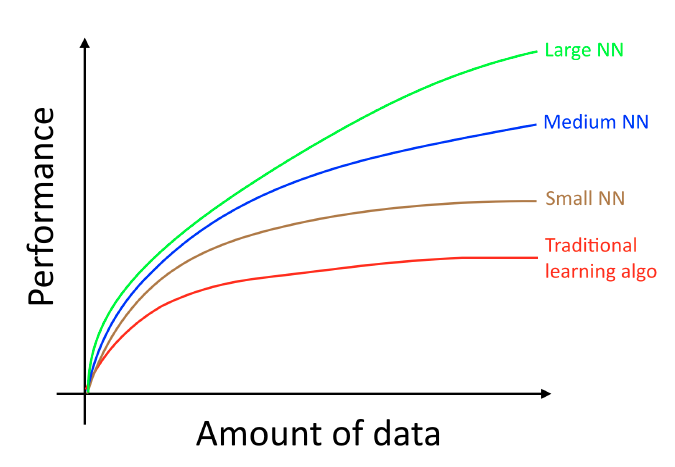 Large NN
Medium NN
Small NN
Traditional
learning algo
Performance
Amount of data